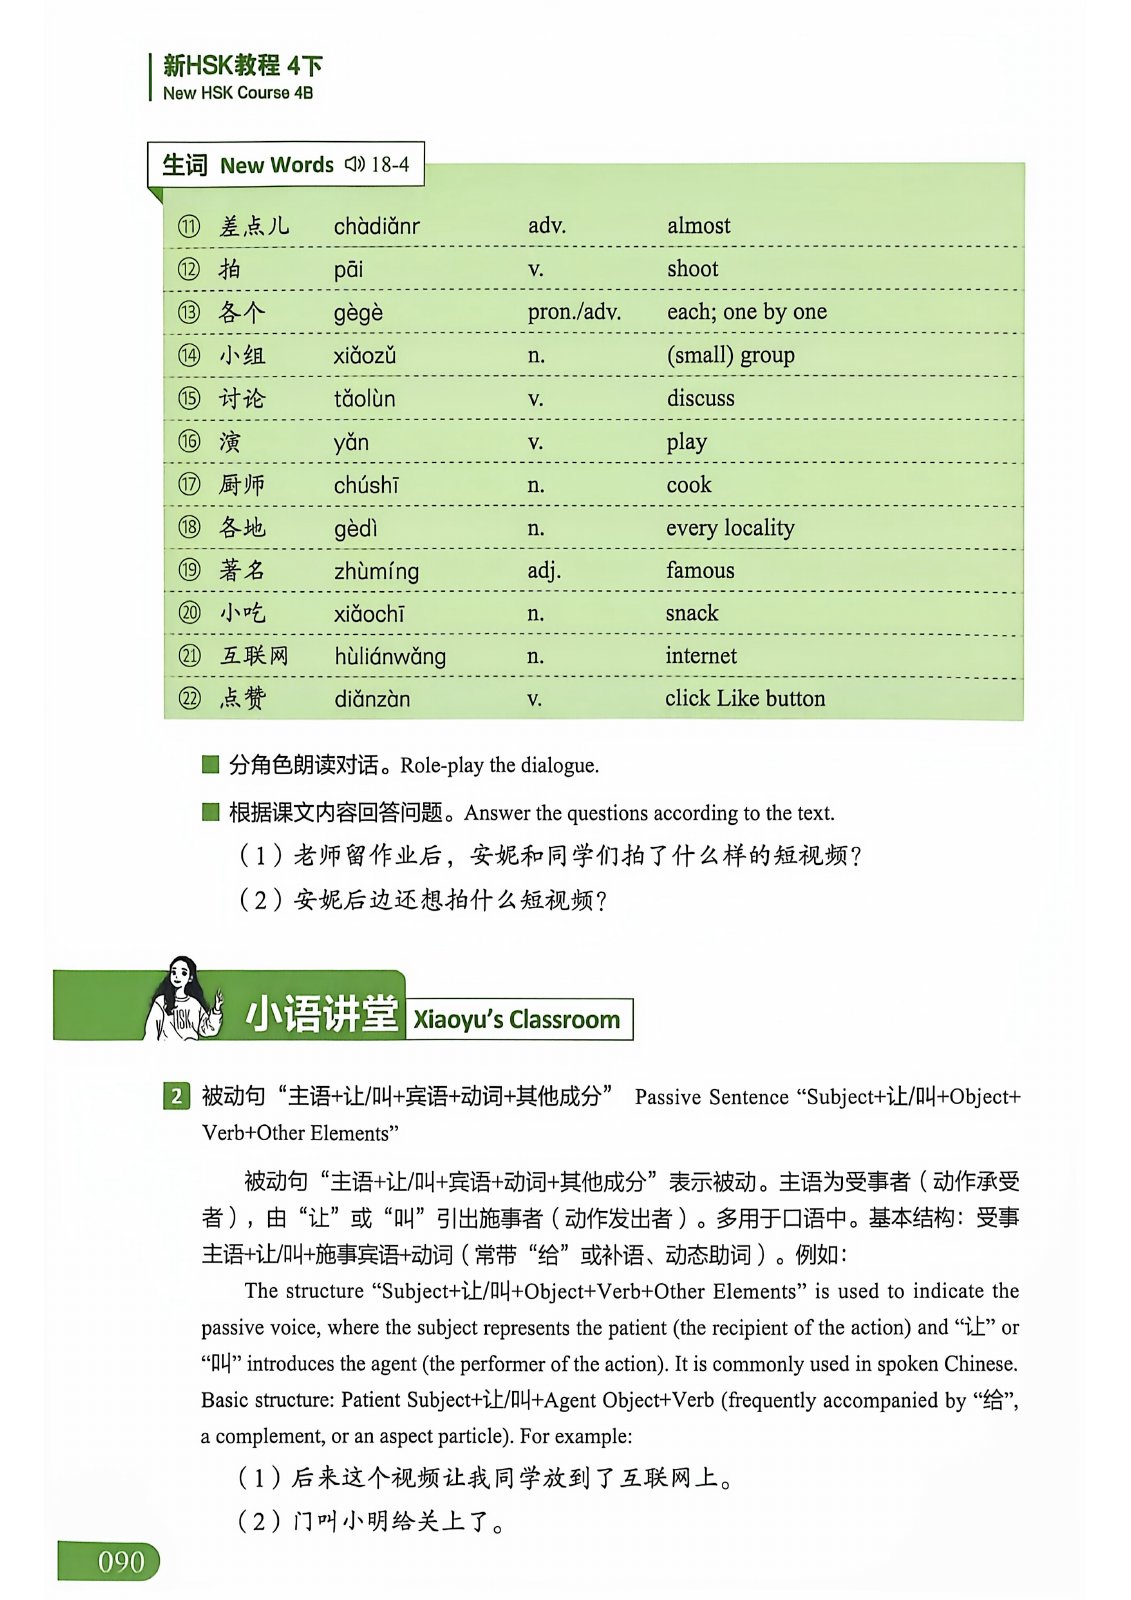 新HSK教程 4下
New HSK Course 4B
生词 New Words 18-4
⑪ 差点儿 chàdiǎnr adv. almost
⑫ 拍 pāi v. shoot
⑬ 各个 gègè pron./adv. each; one by one
⑭ 小组 xiǎozǔ n. (small) group
⑮ 讨论 tǎolùn v. discuss
⑯ 演 yǎn v. play
⑰ 厨师 chúshī n. cook
⑱ 各地 gèdì n. every locality
⑲ 著名 zhùmíng adj. famous
⑳ 小吃 xiǎochī n. snack
㉑ 互联网 hùliánwǎng n. internet
㉒ 点赞 diǎnzàn v. click Like button
分角色朗读对话。Role-play the dialogue.
根据课文内容回答问题。Answer the questions according to the text.
（1）老师留作业后，安妮和同学们拍了什么样的短视频？
（2）安妮后边还想拍什么短视频？
HSK
小语讲堂 Xiaoyu's Classroom
2 被动句“主语+让/叫+宾语+动词+其他成分” Passive Sentence “Subject+让/叫+Object+
Verb+Other Elements”
被动句“主语+让/叫+宾语+动词+其他成分”表示被动。主语为受事者（动作承受
者），由“让”或“叫”引出施事者（动作发出者）。多用于口语中。基本结构：受事
主语+让/叫+施事宾语+动词（常带“给”或补语、动态助词）。例如：
The structure “Subject+让/叫+Object+Verb+Other Elements” is used to indicate the
passive voice, where the subject represents the patient (the recipient of the action) and “让” or
“叫” introduces the agent (the performer of the action). It is commonly used in spoken Chinese.
Basic structure: Patient Subject+让/叫+Agent Object+Verb (frequently accompanied by “给”,
a complement, or an aspect particle). For example:
（1）后来这个视频让我同学放到了互联网上。
（2）门叫小明给关上了。
090